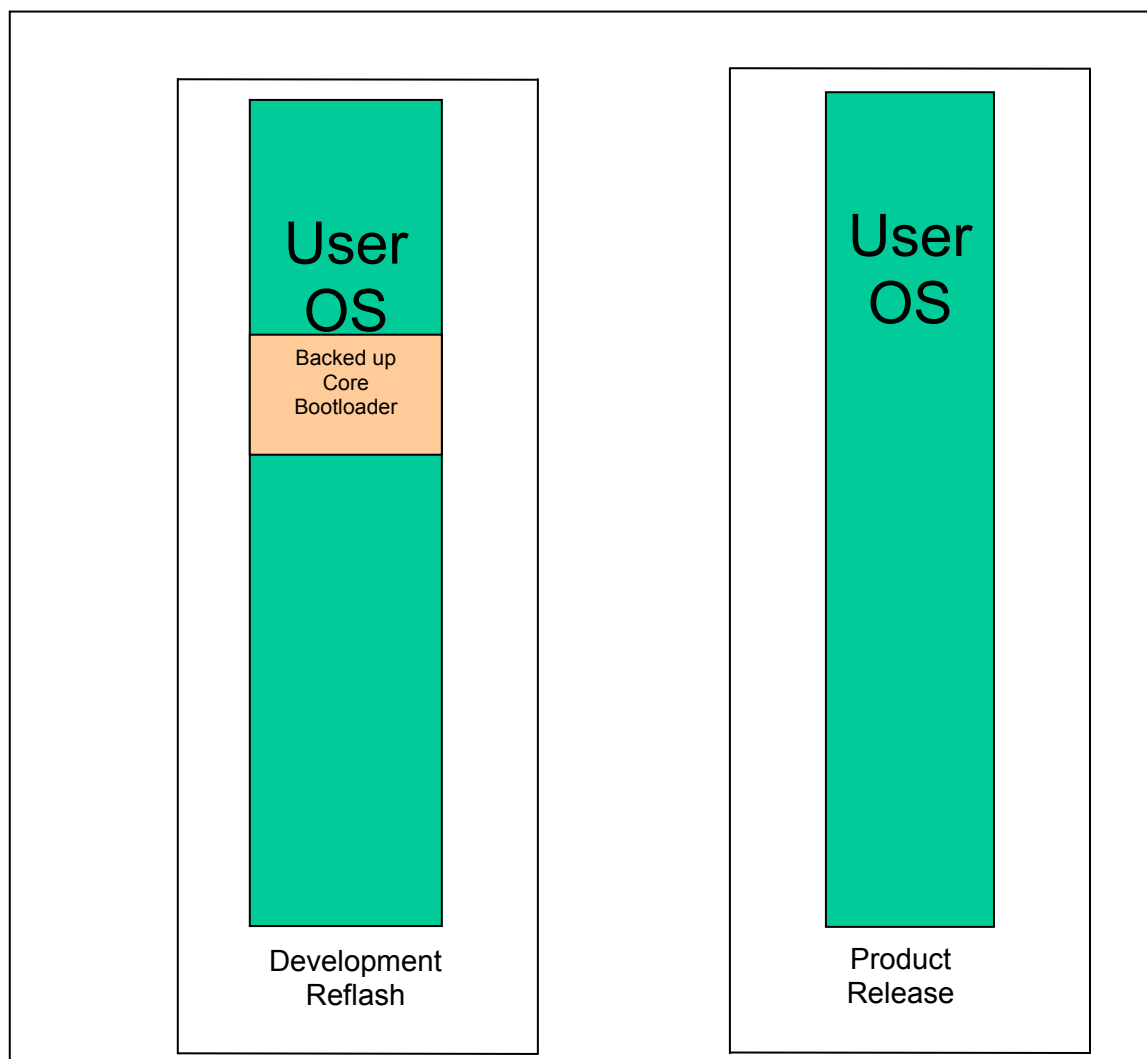 User
OS
Backed up
Core
Bootloader
Development
Reflash
User
OS
Product
Release